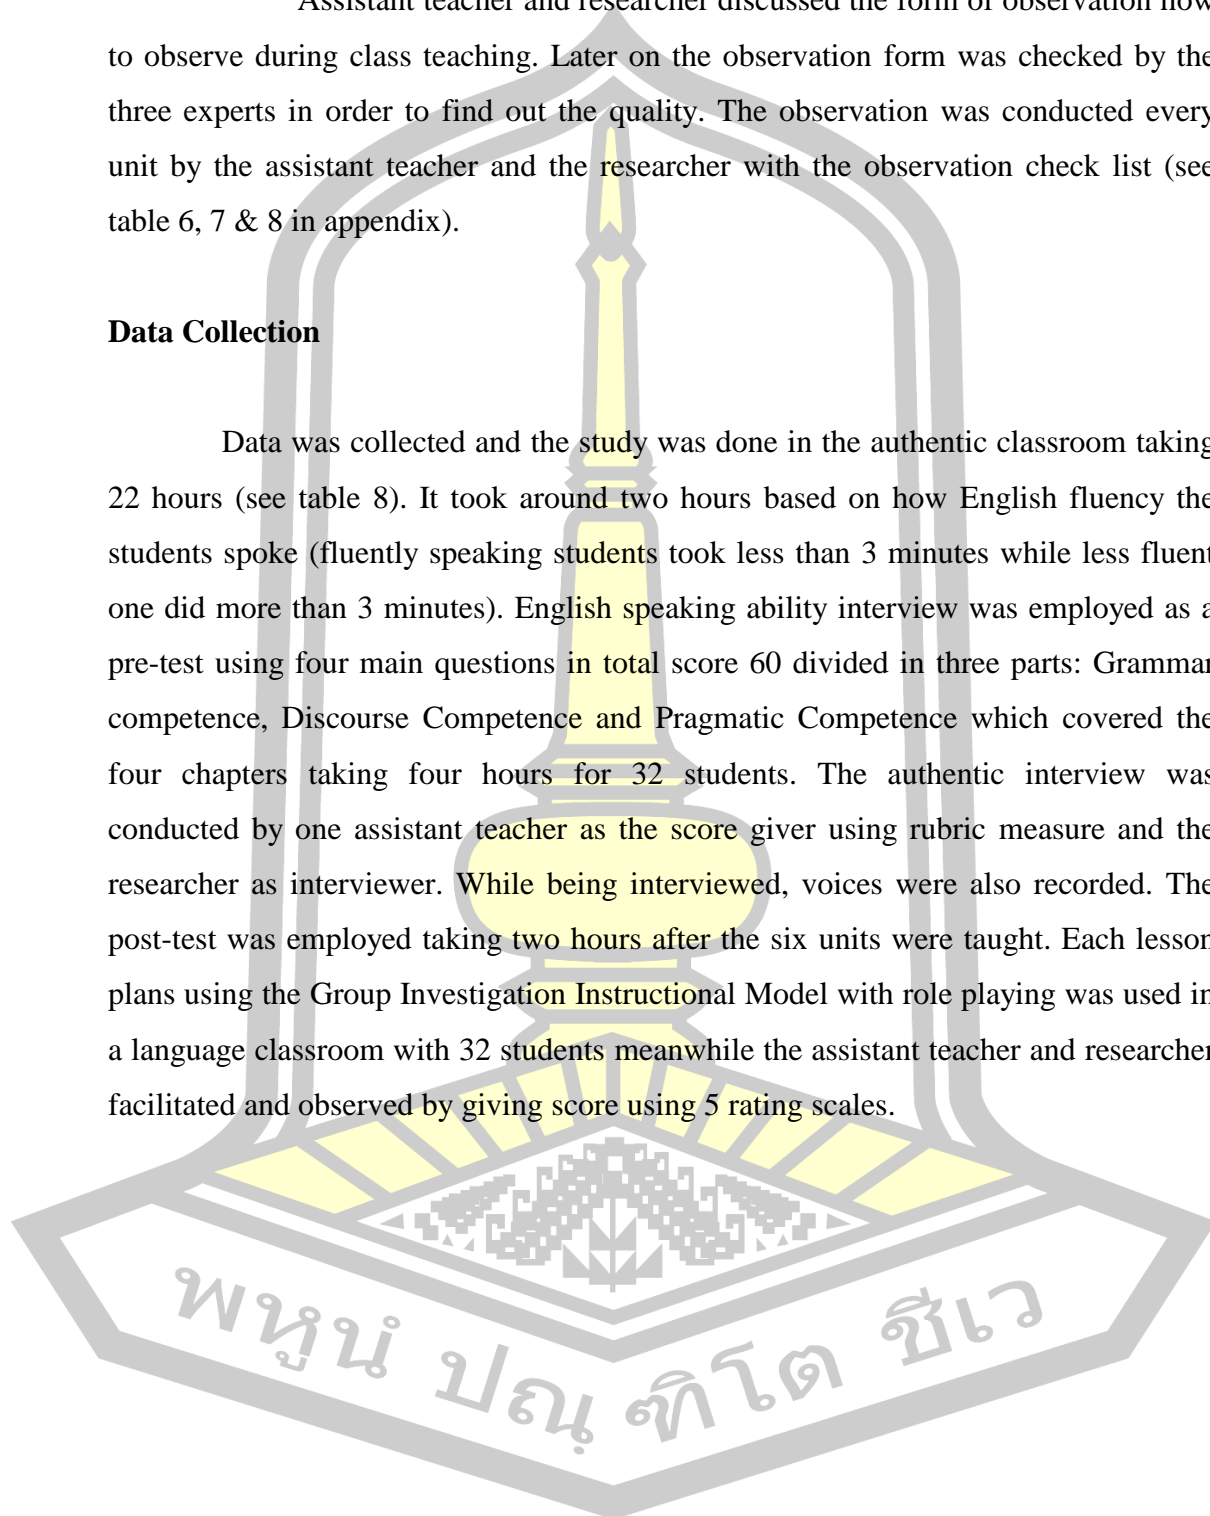 Assistant teacher and researcher discussed the form of observation how
to observe during class teaching. Later on the observation form was checked by the
three experts in order to find out the quality. The observation was conducted every
unit by the assistant teacher and the researcher with the observation check list (see
table 6, 7 & 8 in appendix).
Data Collection
Data was collected and the study was done in the authentic classroom taking
22 hours (see table 8). It took around two hours based on how English fluency the
students spoke (fluently speaking students took less than 3 minutes while less fluent
one did more than 3 minutes). English speaking ability interview was employed as a
pre-test using four main questions in total score 60 divided in three parts: Grammar
competence, Discourse Competence and Pragmatic Competence which covered the
four chapters taking four hours for 32 students. The authentic interview was
conducted by one assistant teacher as the score giver using rubric measure and the
researcher as interviewer. While being interviewed, voices were also recorded. The
post-test was employed taking two hours after the six units were taught. Each lesson
plans using the Group Investigation Instructional Model with role playing was used in
a language classroom with 32 students meanwhile the assistant teacher and researcher
facilitated and observed by giving score using 5 rating scales.
พหูนํ ปณฺฑิโต ชีเว